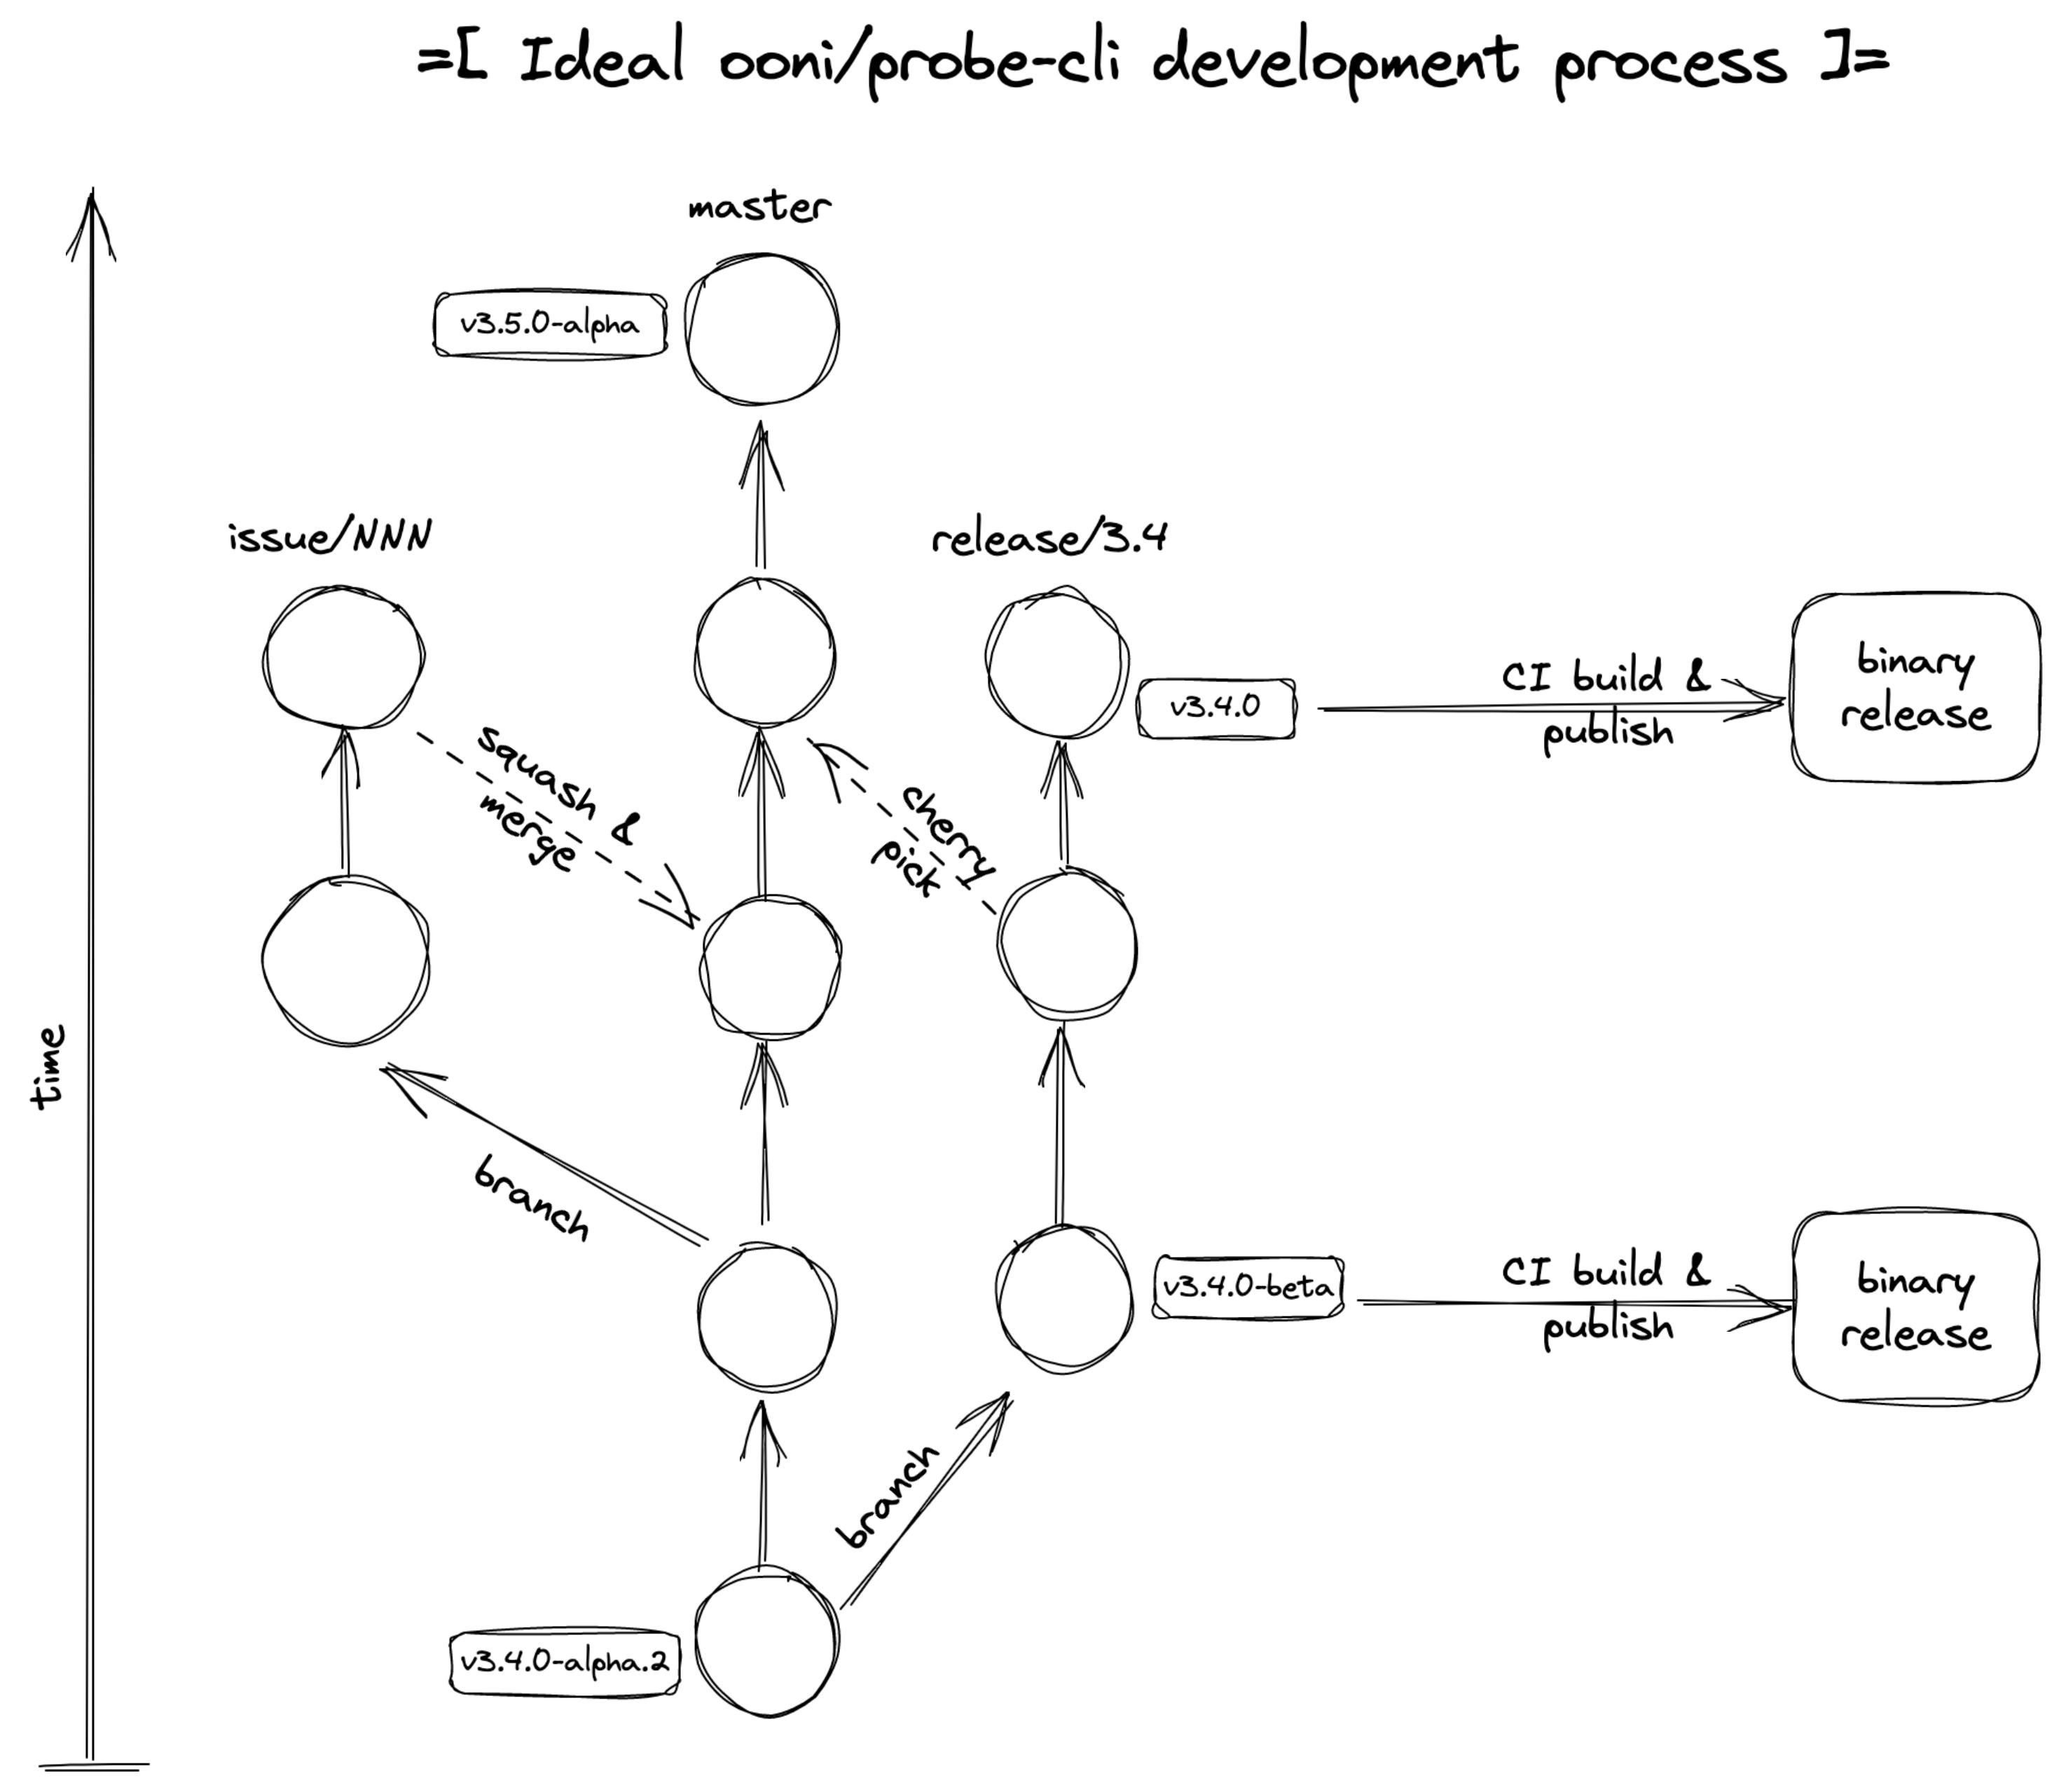 =[ Ideal ooni/probe-cli development process ]=
master
v3.5.0-alpha
issue/NNN
release/3.4
v3.4.0
CI build &
publish
binary
release
squash &
merge
cherry
pick
time
branch
v3.4.0-beta
CI build &
publish
binary
release
branch
v3.4.0-alpha.2